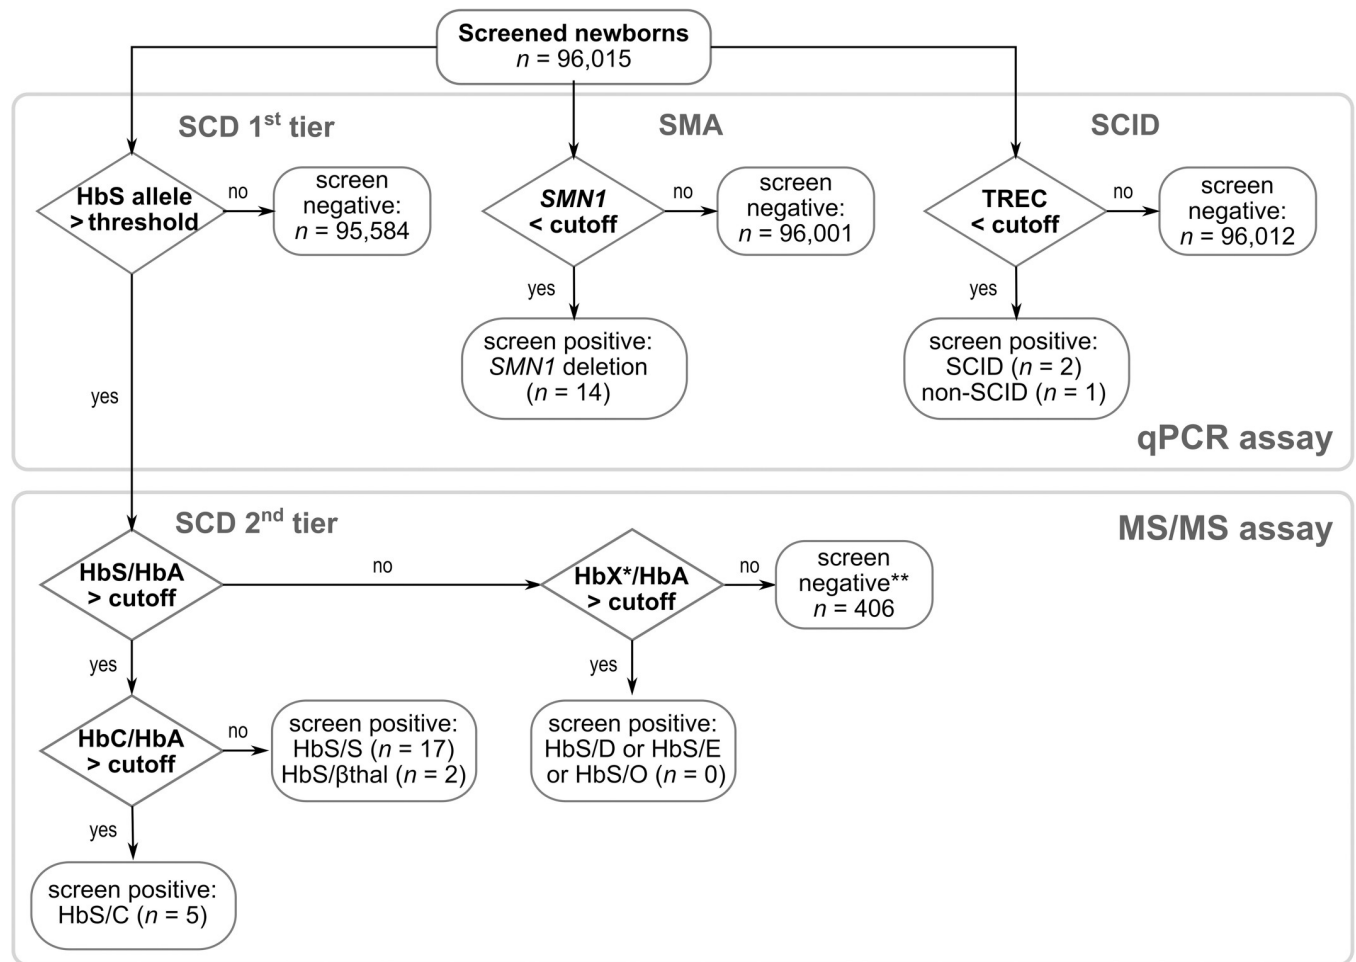 Screened newborns
n = 96,015
SCD 1st tier
SMA
SCID
HbS allele
> threshold
no
screen
negative:
n = 95,584
SMN1
< cutoff
no
screen
negative:
n = 96,001
TREC
< cutoff
no
screen
negative:
n = 96,012
yes
yes
yes
screen positive:
SMN1 deletion
(n = 14)
screen positive:
SCID (n = 2)
non-SCID (n = 1)
qPCR assay
SCD 2nd tier
MS/MS assay
HbS/HbA
> cutoff
no
HbX*/HbA
> cutoff
no
screen
negative**
n = 406
yes
yes
HbC/HbA
> cutoff
no
screen positive:
HbS/S (n = 17)
HbS/βthal (n = 2)
screen positive:
HbS/D or HbS/E
or HbS/O (n = 0)
yes
screen positive:
HbS/C (n = 5)